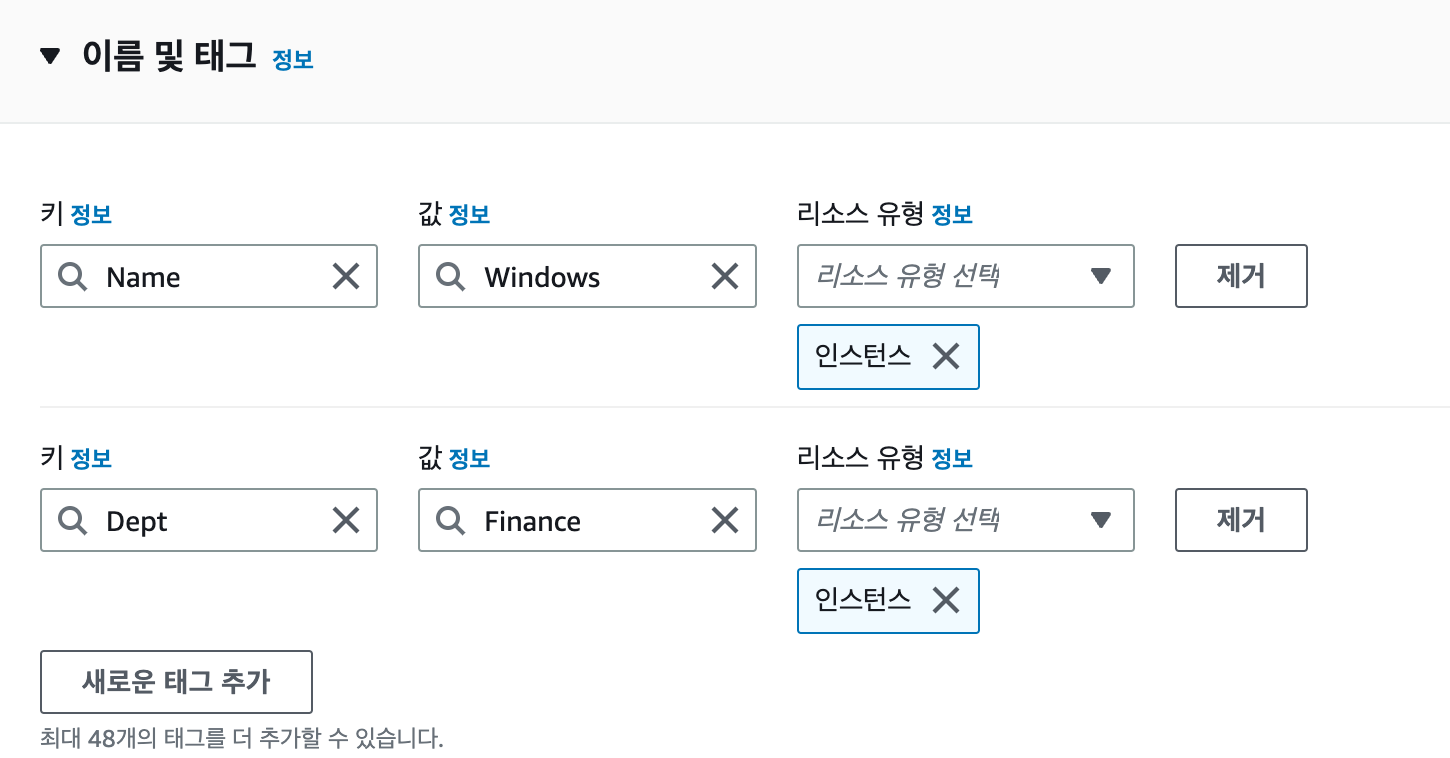 이름 및 태그 정보
키 정보 값 정보 리소스 유형 정보
Name Windows 리소스 유형 선택 제거
인스턴스
키 정보 값 정보 리소스 유형 정보
Dept Finance 리소스 유형 선택 제거
인스턴스
새로운 태그 추가
최대 48개의 태그를 더 추가할 수 있습니다.